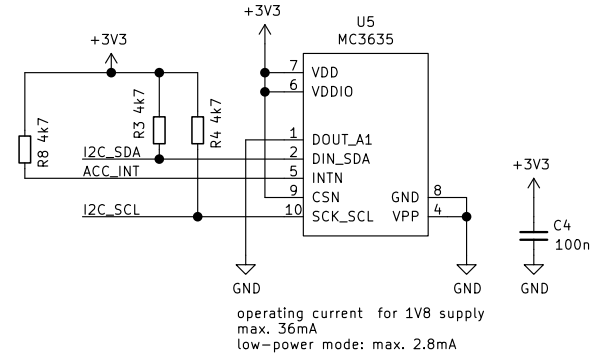 +3V3
U5
MC3635
+3V3
7 VDD
6 VDDIO
R8 4k7
R3 4k7
R4 4k7
1 DOUT_A1
I2C_SDA
2 DIN_SDA
ACC_INT
5 INTN
9 CSN
GND 8
I2C_SCL
10 SCK_SCL
VPP 4
+3V3
C4
100n
GND
GND
GND
operating current for 1V8 supply
max. 36mA
low-power mode: max. 2.8mA